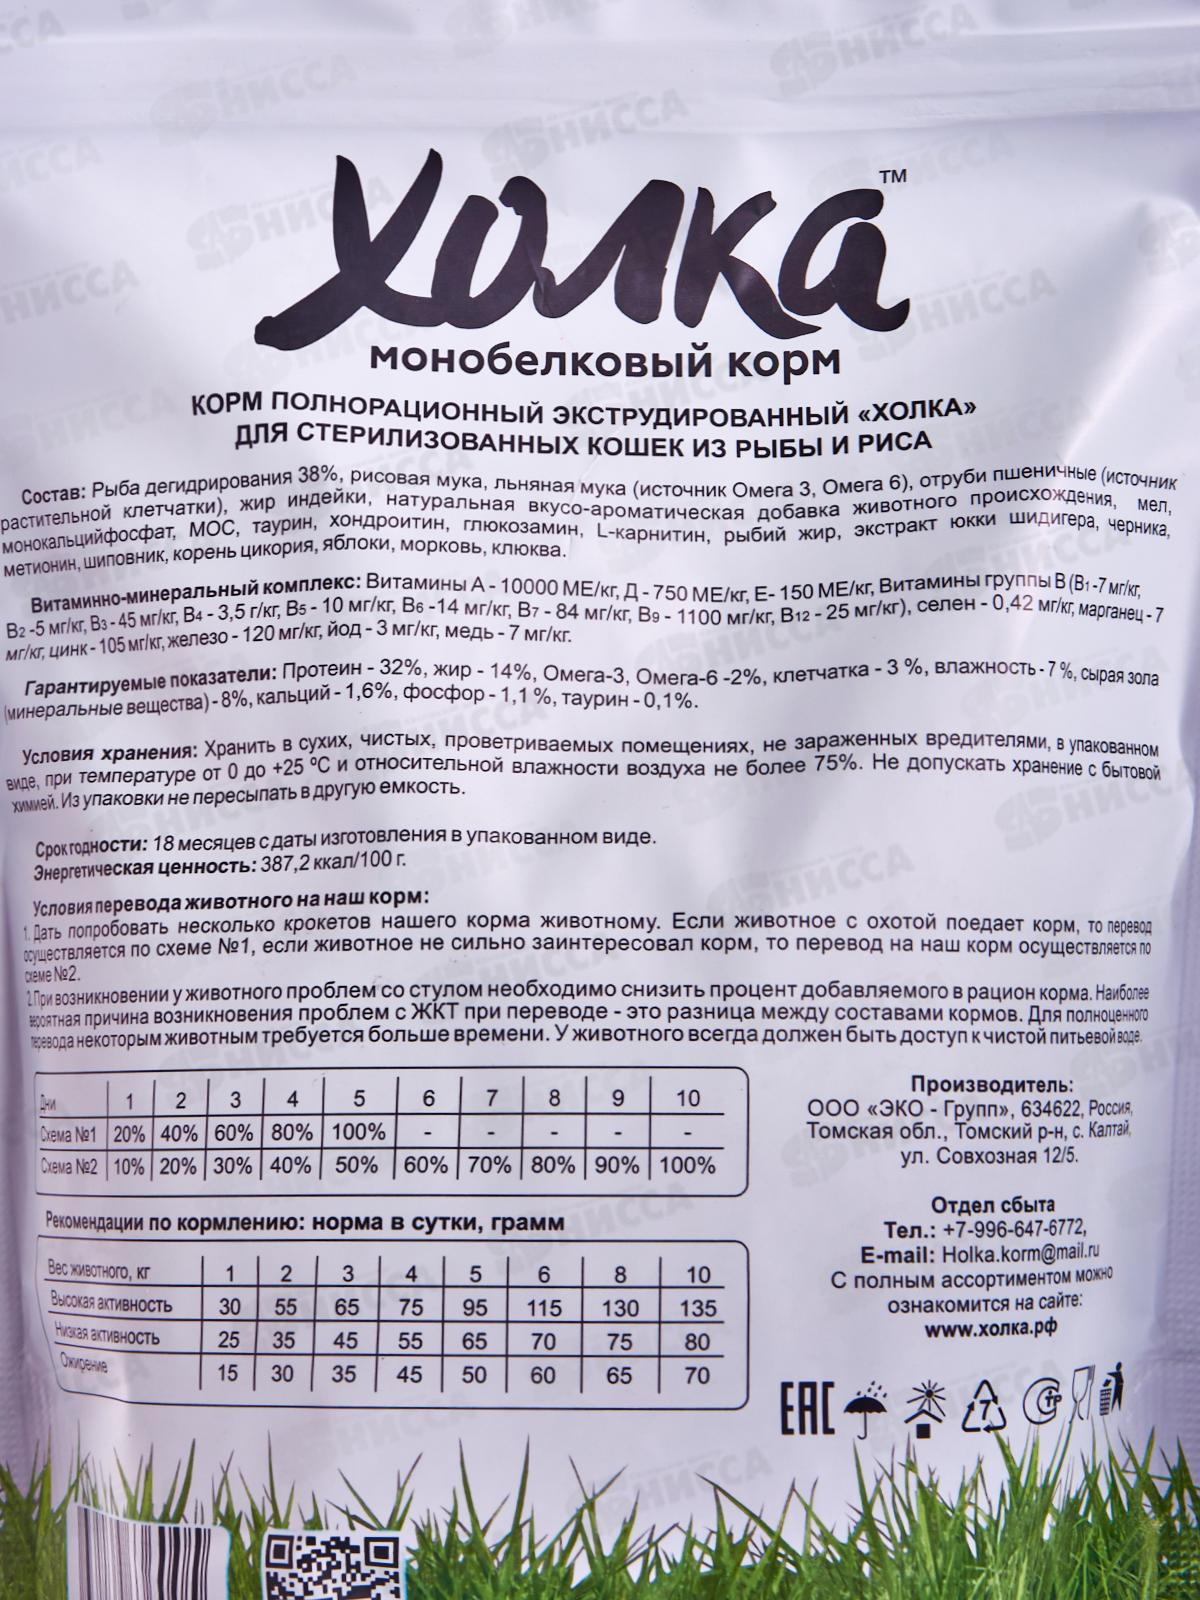 Холка™
монобелковый корм
КОРМ ПОЛНОРАЦИОННЫЙ ЭКСТРУДИРОВАННЫЙ «ХОЛКА»
ДЛЯ СТЕРИЛИЗОВАННЫХ КОШЕК ИЗ РЫБЫ И РИСА
Состав: Рыба дегидрирования 38%, рисовая мука, льняная мука (источник Омега 3, Омега 6), отруби пшеничные (источник
растительной клетчатки), жир индейки, натуральная вкусо-ароматическая добавка животного происхождения, мел,
монокальцийфосфат, МОС, таурин, хондроитин, глюкозамин, L-карнитин, рыбий жир, экстракт юкки шидигера, черника,
метионин, шиповник, корень цикория, яблоки, морковь, клюква.
Витаминно-минеральный комплекс: Витамины А - 10000 МЕ/кг, Д - 750 МЕ/кг, Е- 150 МЕ/кг, Витамины группы В (В1 -7 мг/кг,
В2 -5 мг/кг, В3 - 45 мг/кг, В4 - 3,5 г/кг, В5 - 10 мг/кг, В6 -14 мг/кг, В7 - 84 мг/кг, В9 - 1100 мг/кг, В12 - 25 мг/кг), селен - 0,42 мг/кг, марганец - 7
мг/кг, цинк - 105 мг/кг, железо - 120 мг/кг, йод - 3 мг/кг, медь - 7 мг/кг.
Гарантируемые показатели: Протеин - 32%, жир - 14%, Омега-3, Омега-6 -2%, клетчатка - 3 %, влажность - 7 %, сырая зола
(минеральные вещества) - 8%, кальций - 1,6%, фосфор - 1,1 %, таурин - 0,1%.
Условия хранения: Хранить в сухих, чистых, проветриваемых помещениях, не зараженных вредителями, в упакованном
виде, при температуре от 0 до +25 ºС и относительной влажности воздуха не более 75%. Не допускать хранение с бытовой
химией. Из упаковки не пересыпать в другую емкость.
Срок годности: 18 месяцев с даты изготовления в упакованном виде.
Энергетическая ценность: 387,2 ккал/100 г.
Условия перевода животного на наш корм:
1. Дать попробовать несколько крокетов нашего корма животному. Если животное с охотой поедает корм, то перевод
осуществляется по схеме №1, если животное не сильно заинтересовал корм, то перевод на наш корм осуществляется по
схеме №2.
2.При возникновении у животного проблем со стулом необходимо снизить процент добавляемого в рацион корма. Наиболее
вероятная причина возникновения проблем с ЖКТ при переводе - это разница между составами кормов. Для полноценного
перевода некоторым животным требуется больше времени. У животного всегда должен быть доступ к чистой питьевой воде.
Дни 1 2 3 4 5 6 7 8 9 10
Схема №1 20% 40% 60% 80% 100% - - - - -
Схема №2 10% 20% 30% 40% 50% 60% 70% 80% 90% 100%
Рекомендации по кормлению: норма в сутки, грамм
Вес животного, кг 1 2 3 4 5 6 8 10
Высокая активность 30 55 65 75 95 115 130 135
Низкая активность 25 35 45 55 65 70 75 80
Ожирение 15 30 35 45 50 60 65 70
Производитель:
ООО «ЭКО - Групп», 634622, Россия,
Томская обл., Томский р-н, с. Калтай,
ул. Совхозная 12/5.
Отдел сбыта
Тел.: +7-996-647-6772,
E-mail: Holka.korm@mail.ru
С полным ассортиментом можно
ознакомится на сайте:
www.холка.рф
ЕАС 7 СТР